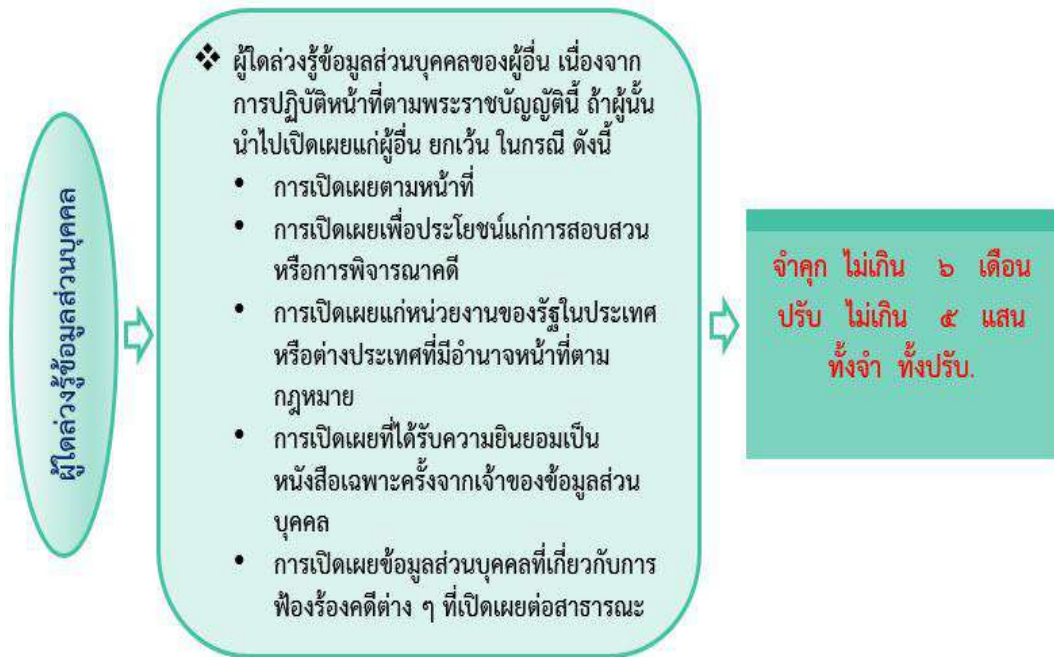 ผู้ใดล่วงรู้ข้อมูลส่วนบุคคล
❖ ผู้ใดล่วงรู้ข้อมูลส่วนบุคคลของผู้อื่น เนื่องจาก
การปฏิบัติหน้าที่ตามพระราชบัญญัตินี้ ถ้าผู้นั้น
นำไปเปิดเผยแก่ผู้อื่น ยกเว้น ในกรณี ดังนี้
• การเปิดเผยตามหน้าที่
• การเปิดเผยเพื่อประโยชน์แก่การสอบสวน
หรือการพิจารณาคดี
• การเปิดเผยแก่หน่วยงานของรัฐในประเทศ
หรือต่างประเทศที่มีอำนาจหน้าที่ตาม
กฎหมาย
• การเปิดเผยที่ได้รับความยินยอมเป็น
หนังสือเฉพาะครั้งจากเจ้าของข้อมูลส่วน
บุคคล
• การเปิดเผยข้อมูลส่วนบุคคลที่เกี่ยวกับการ
ฟ้องร้องคดีต่าง ๆ ที่เปิดเผยต่อสาธารณะ
จำคุก ไม่เกิน ๖ เดือน
ปรับ ไม่เกิน ๕ แสน
ทั้งจำ ทั้งปรับ.